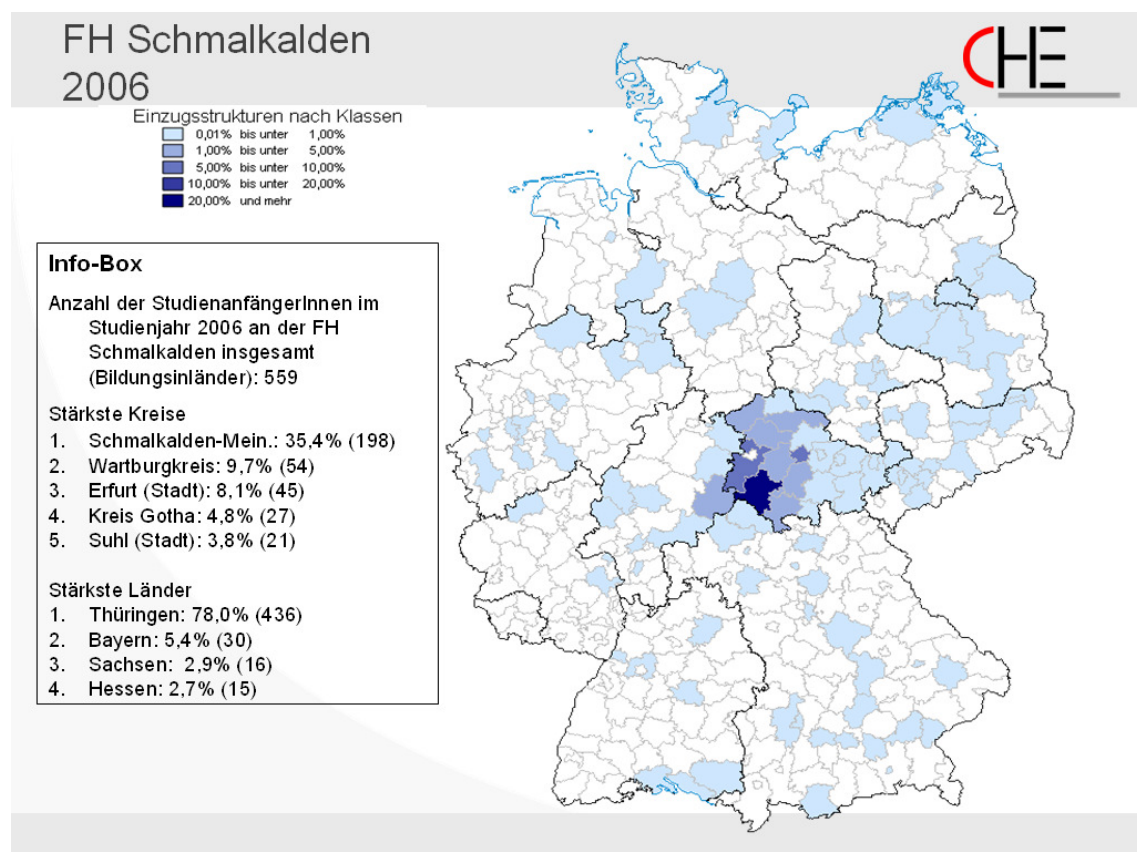 FH Schmalkalden
2006
CHE
Einzugsstrukturen nach Klassen
0,01% bis unter 1,00%
1,00% bis unter 5,00%
5,00% bis unter 10,00%
10,00% bis unter 20,00%
20,00% und mehr
Info-Box
Anzahl der StudienanfängerInnen im
Studienjahr 2006 an der FH
Schmalkalden insgesamt
(Bildungsinländer): 559
Stärkste Kreise
1. Schmalkalden-Mein.: 35,4% (198)
2. Wartburgkreis: 9,7% (54)
3. Erfurt (Stadt): 8,1% (45)
4. Kreis Gotha: 4,8% (27)
5. Suhl (Stadt): 3,8% (21)
Stärkste Länder
1. Thüringen: 78,0% (436)
2. Bayern: 5,4% (30)
3. Sachsen: 2,9% (16)
4. Hessen: 2,7% (15)